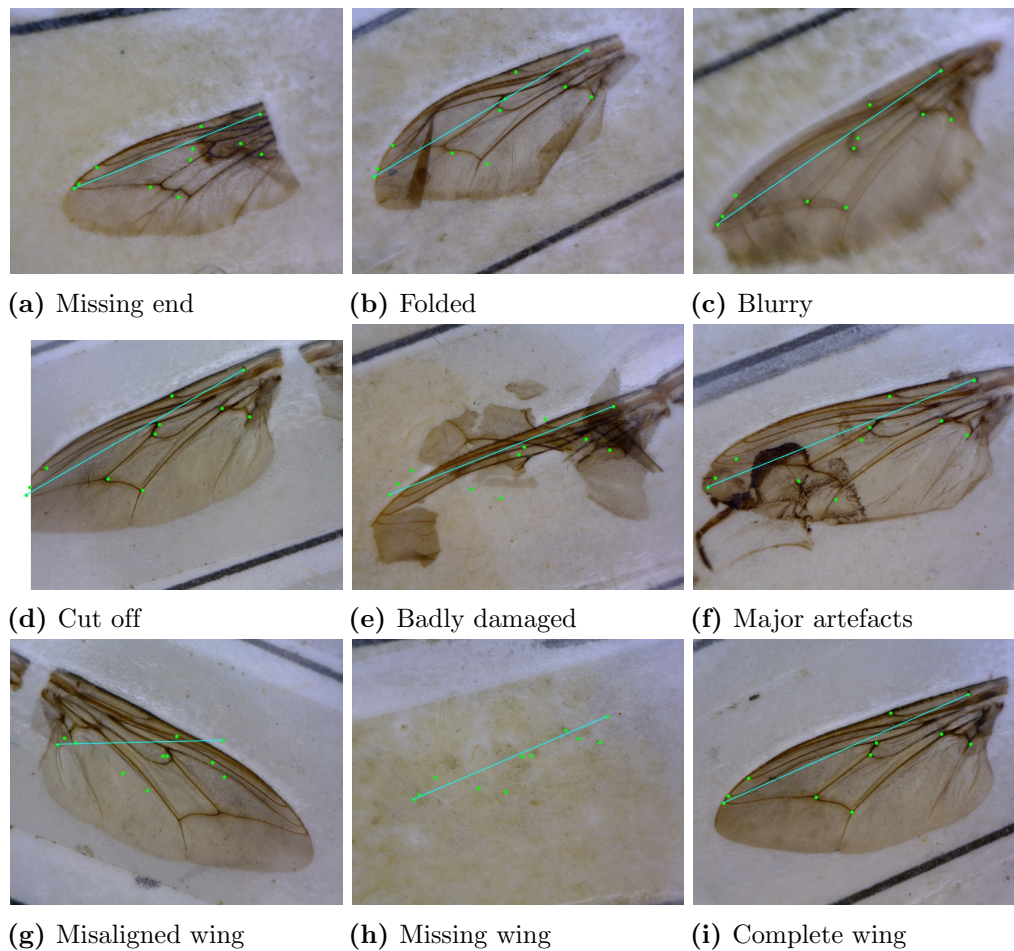 (a) Missing end
(b) Folded
(c) Blurry
(d) Cut off
(e) Badly damaged
(f) Major artefacts
(g) Misaligned wing
(h) Missing wing
(i) Complete wing